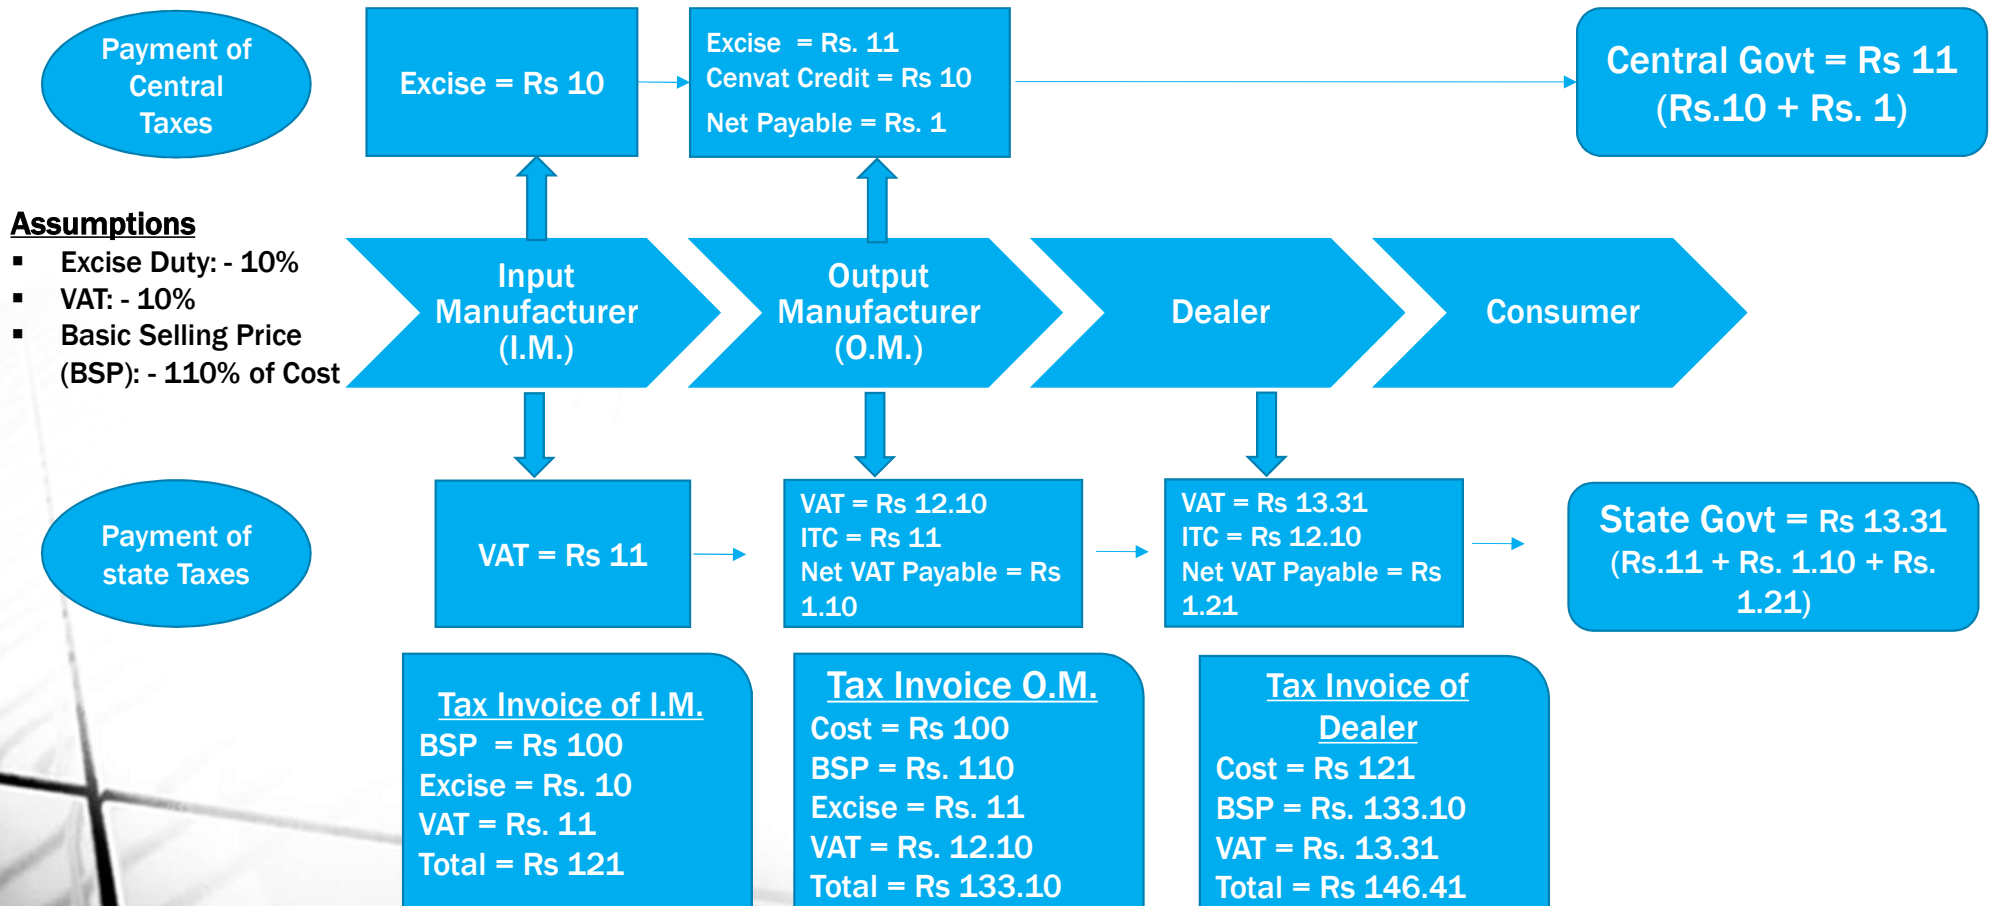 Payment of
Central
Taxes
Excise = Rs 10
Excise  = Rs. 11
Cenvat Credit = Rs 10
Net Payable = Rs. 1
Central Govt = Rs 11
(Rs.10 + Rs. 1)
Assumptions
▪ Excise Duty: - 10%
▪ VAT: - 10%
▪ Basic Selling Price
(BSP): - 110% of Cost
Input
Manufacturer
(I.M.)
Output
Manufacturer
(O.M.)
Dealer
Consumer
Payment of
state Taxes
VAT = Rs 11
VAT = Rs 12.10
ITC = Rs 11
Net VAT Payable = Rs
1.10
VAT = Rs 13.31
ITC = Rs 12.10
Net VAT Payable = Rs
1.21
State Govt = Rs 13.31
(Rs.11 + Rs. 1.10 + Rs.
1.21)
Tax Invoice of I.M.
BSP  = Rs 100
Excise = Rs. 10
VAT = Rs. 11
Total = Rs 121
Tax Invoice O.M.
Cost = Rs 100
BSP = Rs. 110
Excise = Rs. 11
VAT = Rs. 12.10
Total = Rs 133.10
Tax Invoice of
Dealer
Cost = Rs 121
BSP = Rs. 133.10
VAT = Rs. 13.31
Total = Rs 146.41